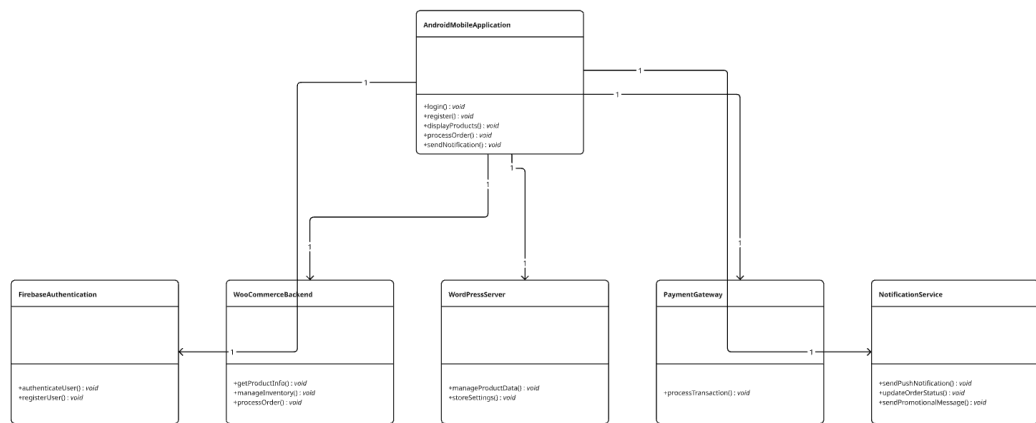 AndroidMobileApplication
+login() : void
+register() : void
+displayProducts() : void
+processOrder() : void
+sendNotification() : void
1
1
1
1
1
1
1
1
FirebaseAuthentication
+authenticateUser() : void
+registerUser() : void
WooCommerceBackend
+getProductInfo() : void
+manageInventory() : void
+processOrder() : void
WordPressServer
+manageProductData() : void
+storeSettings() : void
PaymentGateway
+processTransaction() : void
NotificationService
+sendPushNotification() : void
+updateOrderStatus() : void
+sendPromotionalMessage() : void
1
1